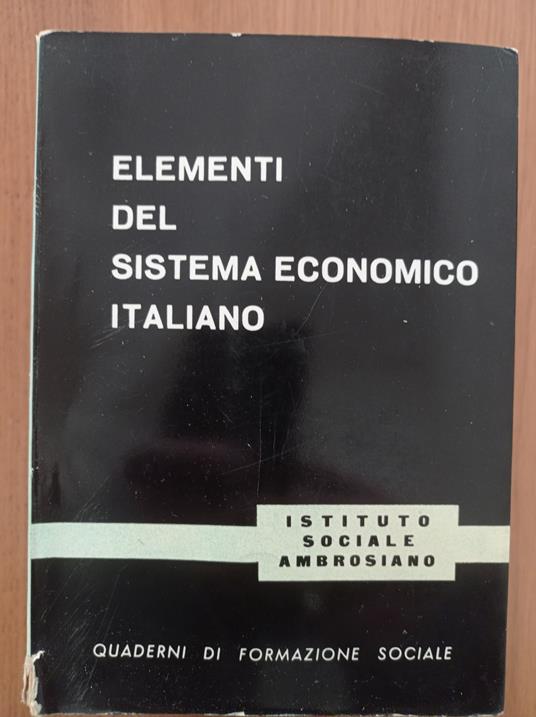 ELEMENTI
DEL
SISTEMA ECONOMICO
ITALIANO
ISTITUTO
SOCIALE
AMBROSIANO
QUADERNI DI FORMAZIONE SOCIALE